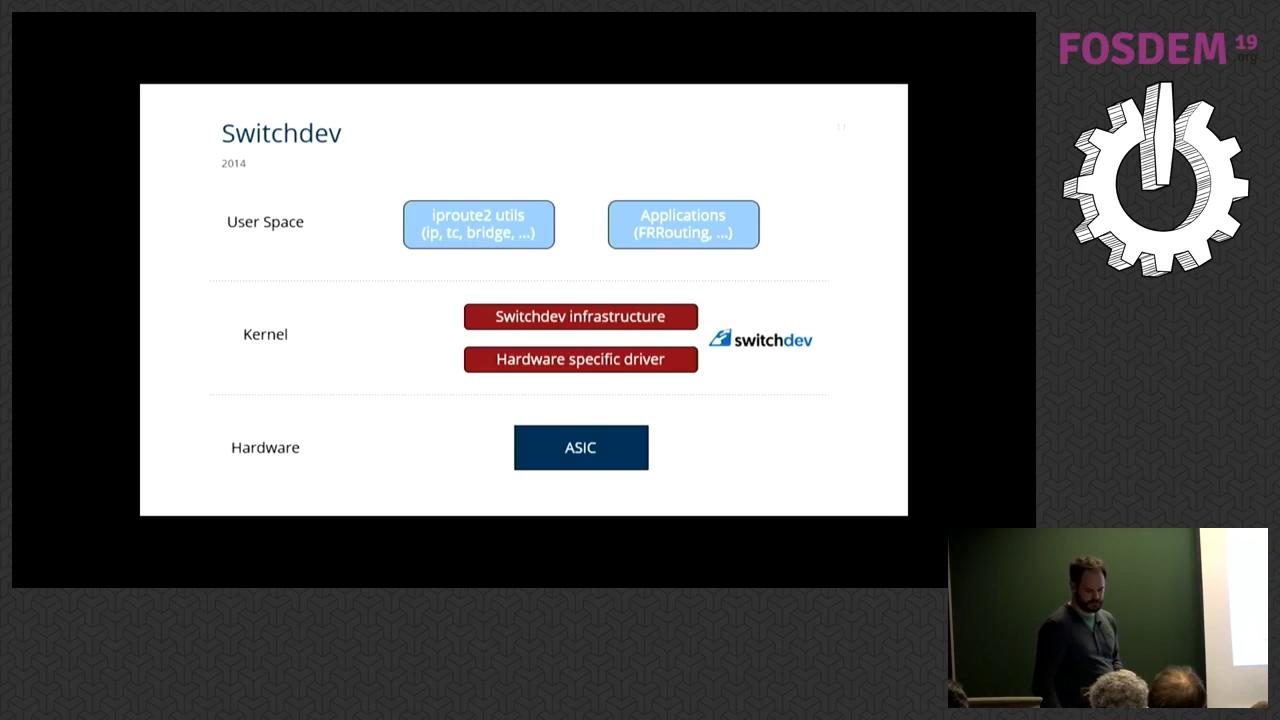 FOSDEM 19
.org
Switchdev
11
2014
User Space
iproute2 utils
(ip, tc, bridge, ...)
Applications
(FRRouting, ...)
Kernel
Switchdev infrastructure
Hardware specific driver
switchdev
Hardware
ASIC